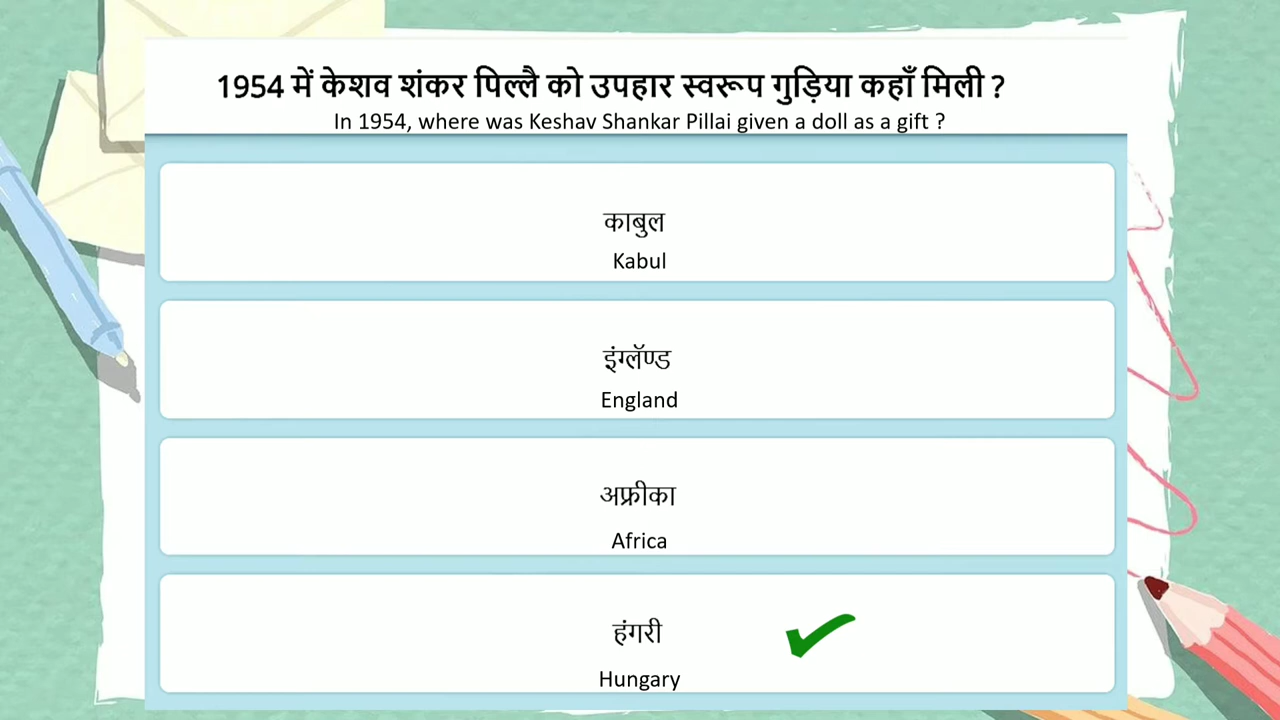 1954 में केशव शंकर पिल्लै को उपहार स्वरूप गुड़िया कहाँ मिली ?
In 1954, where was Keshav Shankar Pillai given a doll as a gift ?
काबुल
Kabul
इंग्लॅण्ड
England
अफ्रीका
Africa
हंगरी
Hungary